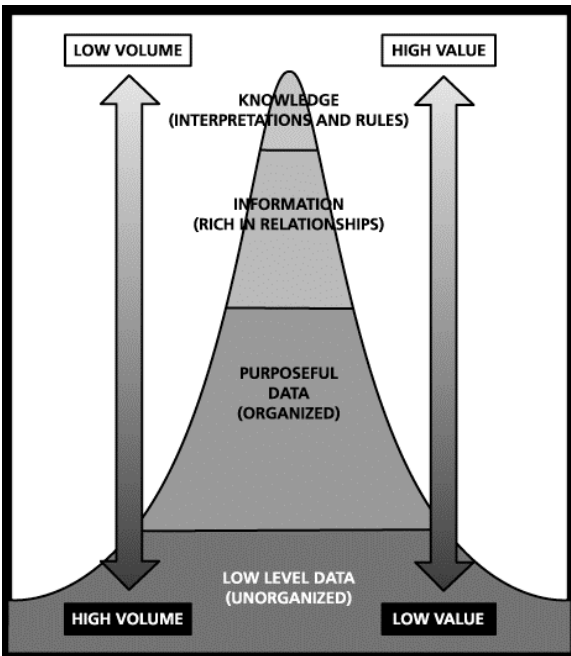 LOW VOLUME
HIGH VALUE
KNOWLEDGE
(INTERPRETATIONS AND RULES)
INFORMATION
(RICH IN RELATIONSHIPS)
PURPOSEFUL
DATA
(ORGANIZED)
LOW LEVEL DATA
(UNORGANIZED)
HIGH VOLUME
LOW VALUE